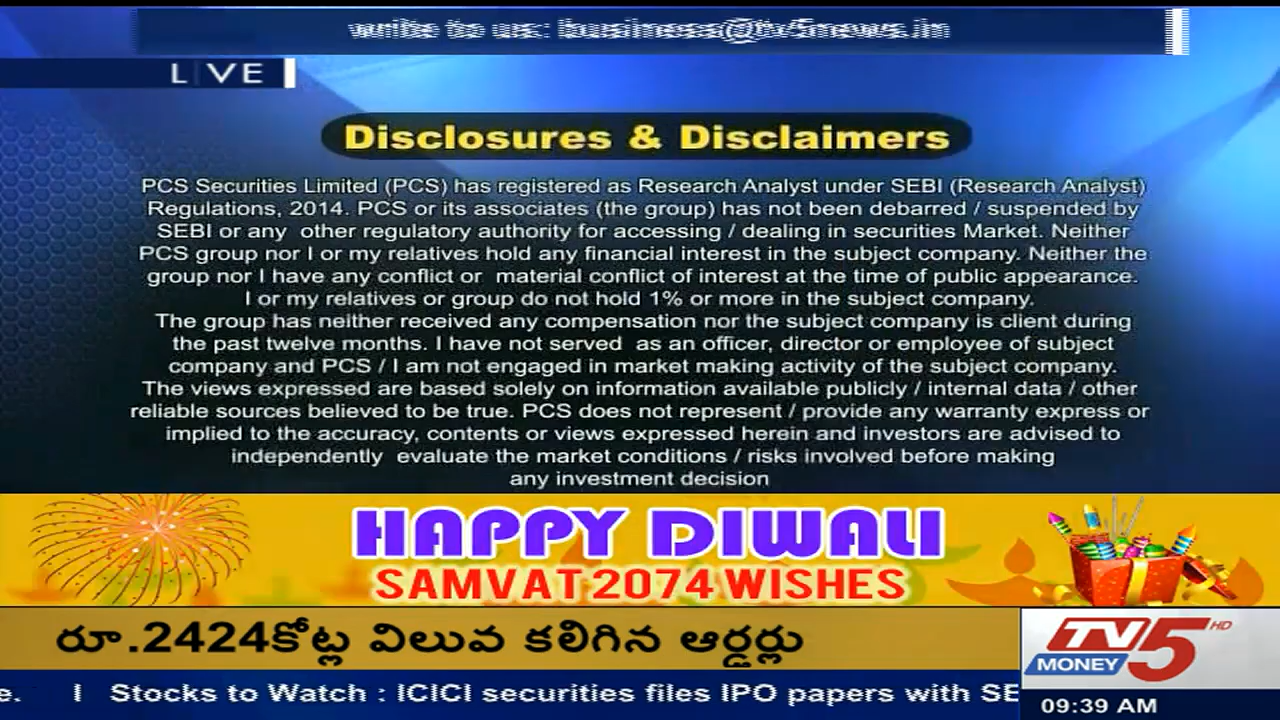 write to us: business@tv5news.in
LIVE
Disclosures & Disclaimers
PCS Securities Limited (PCS) has registered as Research Analyst under SEBI (Research Analyst)
Regulations, 2014. PCS or its associates (the group) has not been debarred / suspended by
SEBI or any other regulatory authority for accessing / dealing in securities Market. Neither
PCS group nor I or my relatives hold any financial interest in the subject company. Neither the
group nor I have any conflict or material conflict of interest at the time of public appearance.
I or my relatives or group do not hold 1% or more in the subject company.
The group has neither received any compensation nor the subject company is client during
the past twelve months. I have not served as an officer, director or employee of subject
company and PCS / I am not engaged in market making activity of the subject company.
The views expressed are based solely on information available publicly / internal data / other
reliable sources believed to be true. PCS does not represent / provide any warranty express or
implied to the accuracy, contents or views expressed herein and investors are advised to
independently evaluate the market conditions / risks involved before making
any investment decision
HAPPY DIWALI
SAMVAT 2074 WISHES
రూ.2424కోట్ల విలువ కలిగిన ఆర్డర్లు
TV5 HD
MONEY
e. I Stocks to Watch : ICICI securities files IPO papers with SE
09:39 AM